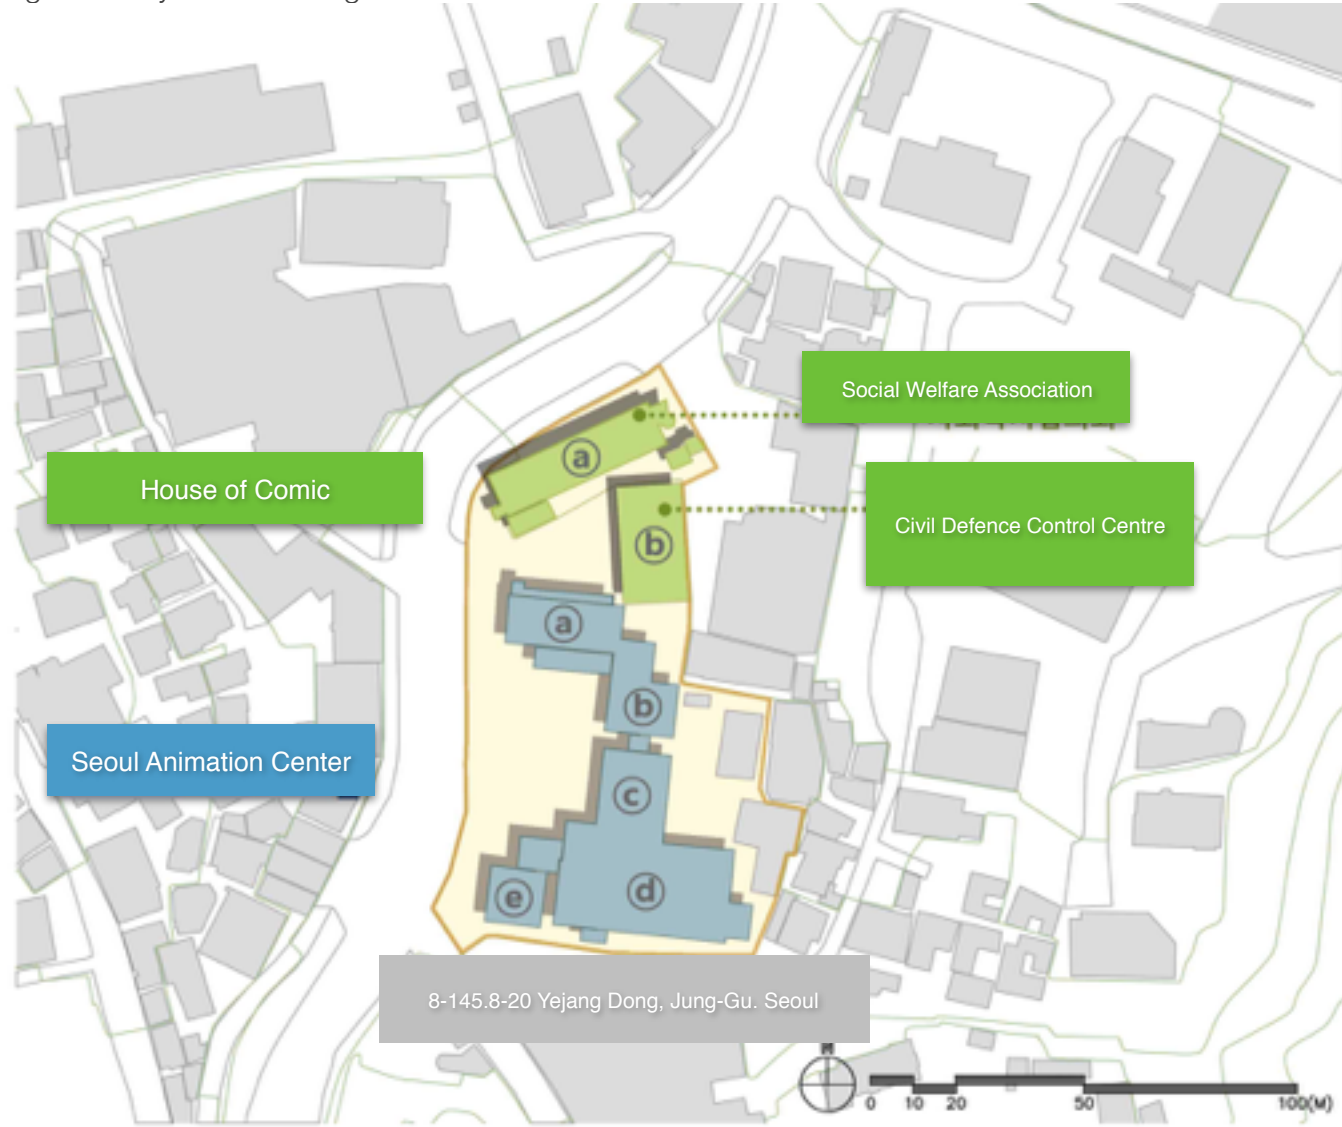 Social Welfare Association
House of Comic
ⓐ
Civil Defence Control Centre
ⓑ
ⓐ
ⓑ
Seoul Animation Center
ⓒ
ⓓ
ⓔ
8-145.8-20 Yejang Dong, Jung-Gu. Seoul
N
0 10 20 50 100(M)